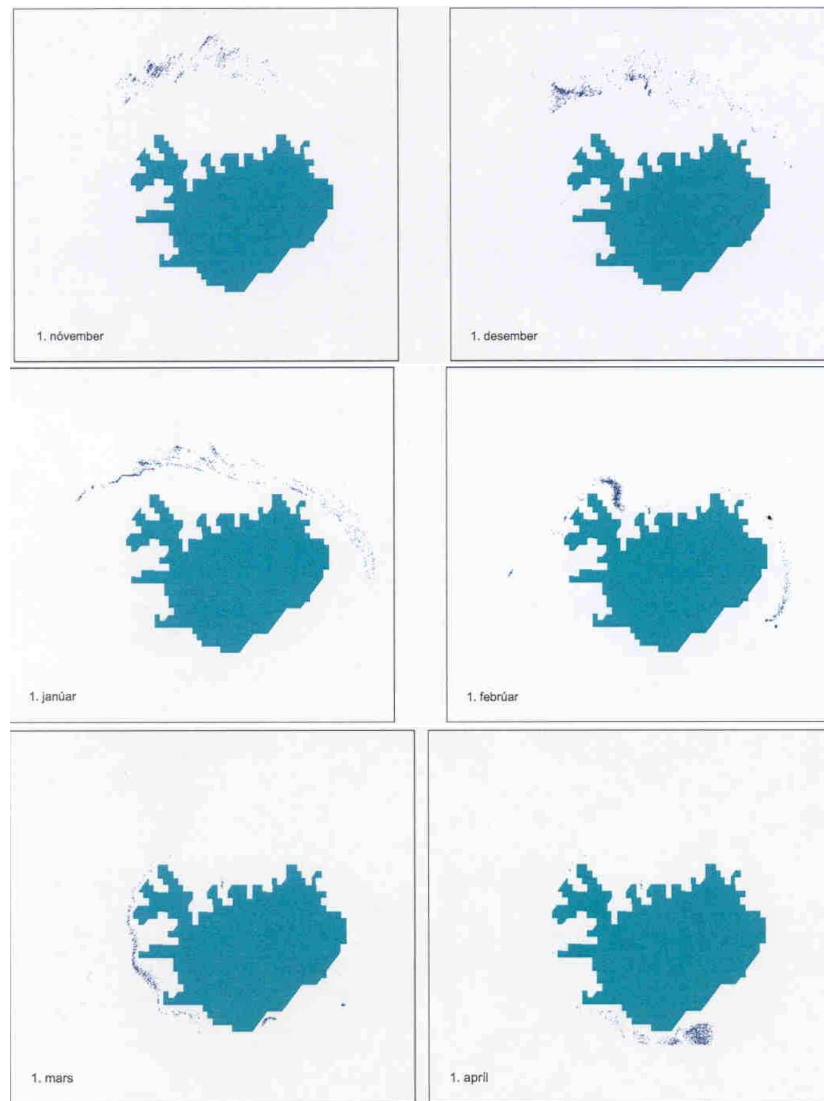 1. nóvember
1. desember
1. janúar
1. febrúar
1. mars
1. apríl